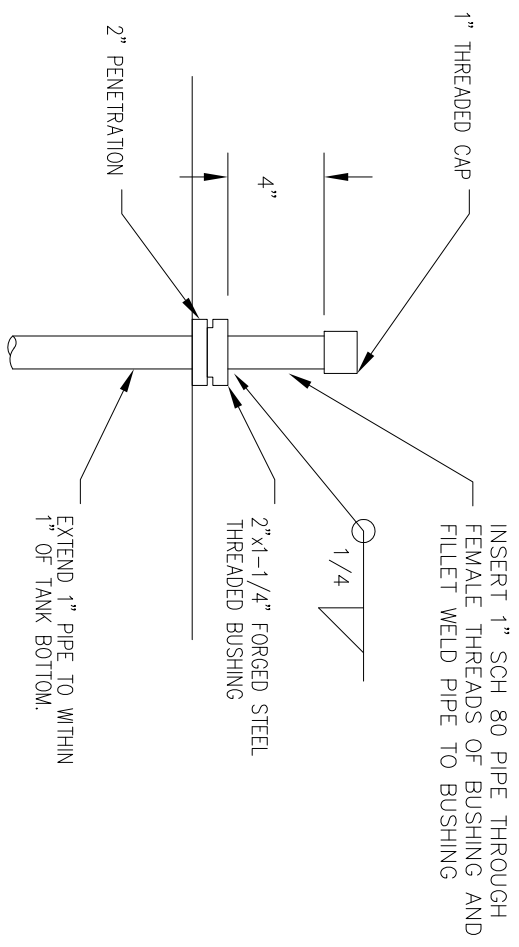 1" THREADED CAP
2" PENETRATION
4"
INSERT 1" SCH 80 PIPE THROUGH
FEMALE THREADS OF BUSHING AND
FILLET WELD PIPE TO BUSHING
1/4
2"x1-1/4" FORGED STEEL
THREADED BUSHING
EXTEND 1" PIPE TO WITHIN
1" OF TANK BOTTOM.